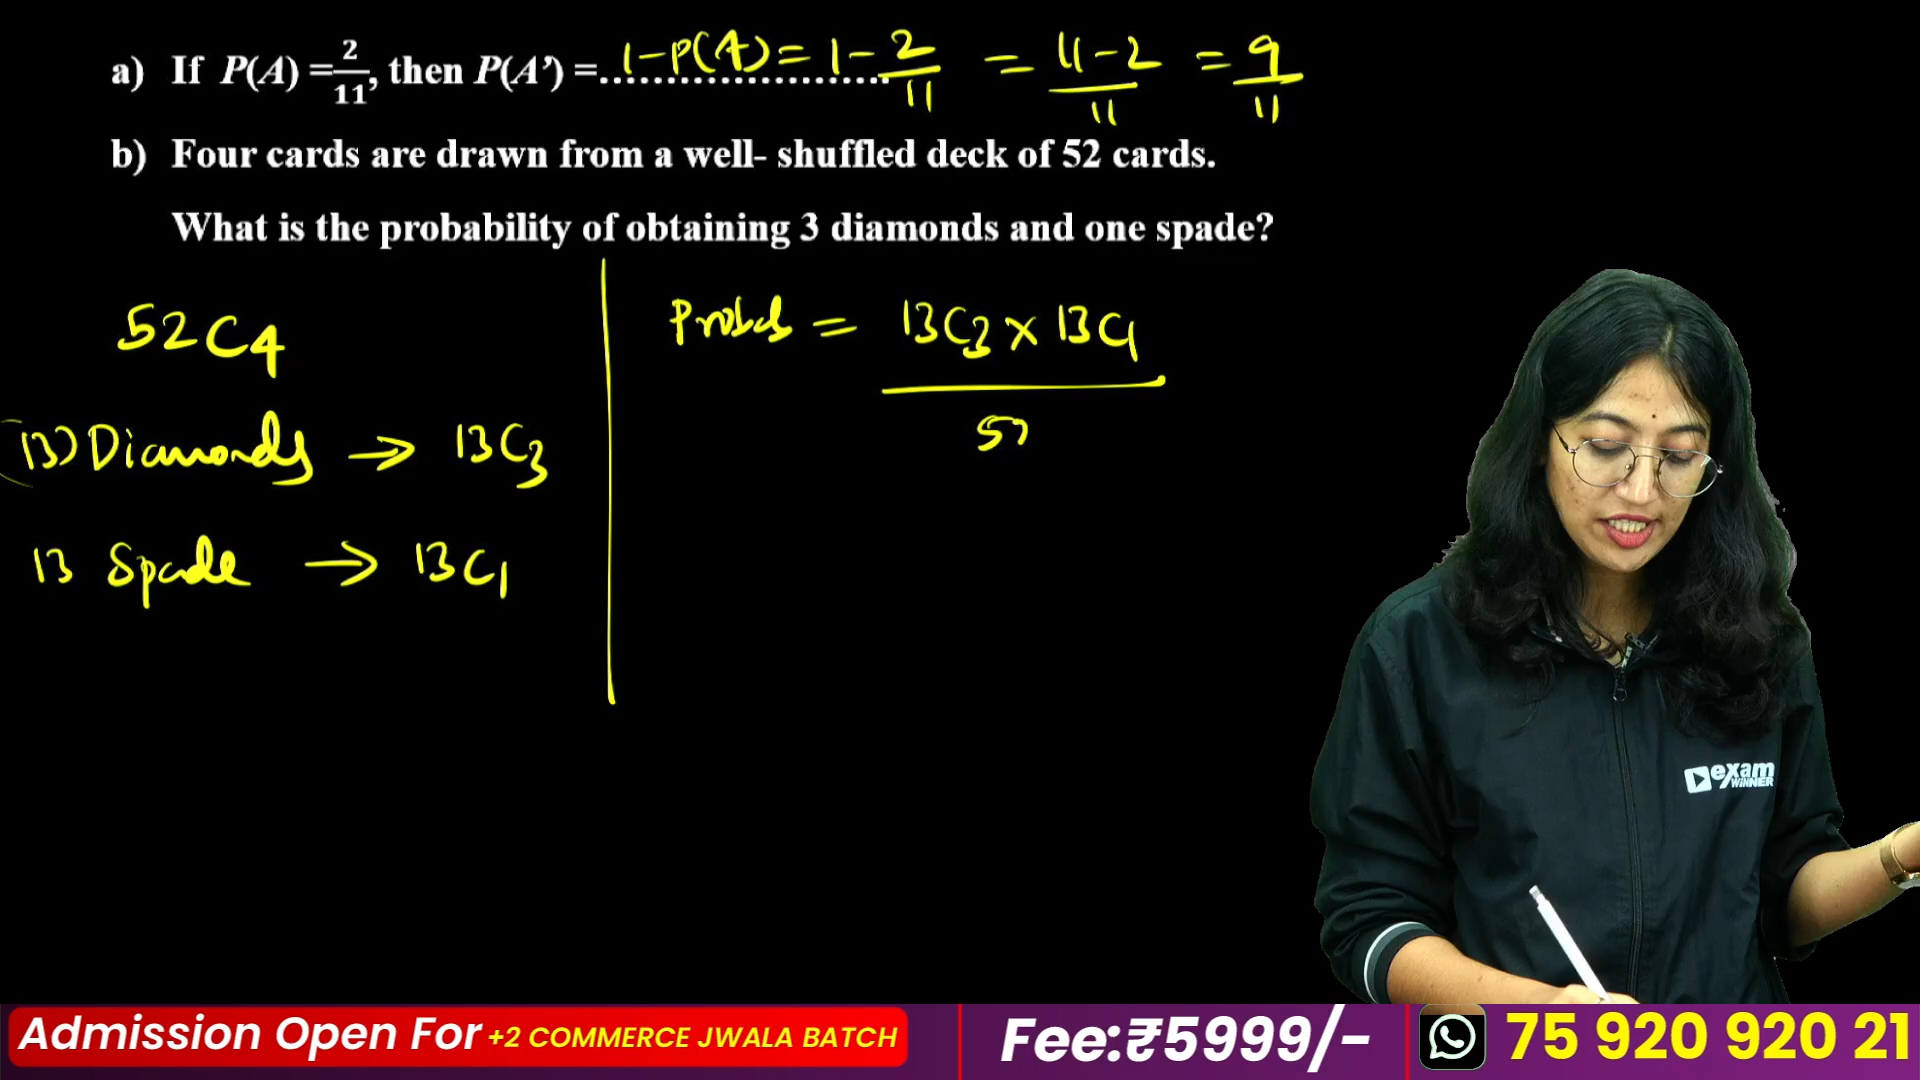 a) If P(A) = 2/11, then P(A’) =........................ 1-P(A) = 1 - 2/11 = 11-2/11 = 9/11
b) Four cards are drawn from a well- shuffled deck of 52 cards.
What is the probability of obtaining 3 diamonds and one spade?
52C4
(13) Diamonds → 13C3
13 Spade → 13C1
= 13C3 x 13C1
exam
WINNER
Admission Open For +2 COMMERCE JWALA BATCH
Fee:₹5999/-
75 920 920 21